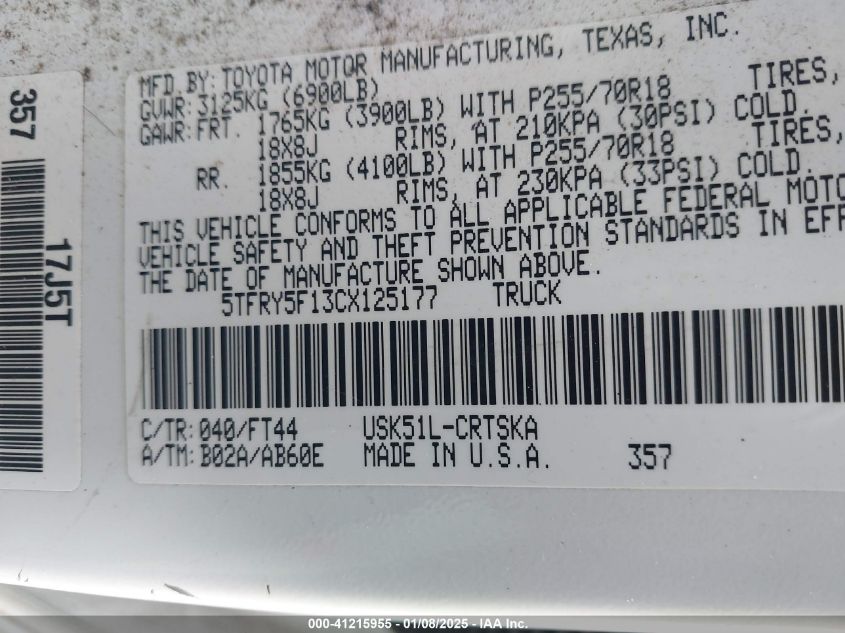 MFD. BY: TOYOTA MOTOR MANUFACTURING, TEXAS, INC.
GVWR: 3125KG (6900LB)
GAWR: FRT. 1765KG (3900LB) WITH P255/70R18 TIRES,
18X8J RIMS, AT 210KPA (30PSI) COLD.
RR. 1855KG (4100LB) WITH P255/70R18 TIRES,
18X8J RIMS, AT 230KPA (33PSI) COLD.
THIS VEHICLE CONFORMS TO ALL APPLICABLE FEDERAL MOTO
VEHICLE SAFETY AND THEFT PREVENTION STANDARDS IN EFF
THE DATE OF MANUFACTURE SHOWN ABOVE.
5TFRY5F13CX125177 TRUCK
C/TR: 040/FT44 USK51L-CRTSKA
A/TM: B02A/AB60E MADE IN U.S.A. 357
357
17J5T
000-41215955 - 01/08/2025 - IAA Inc.